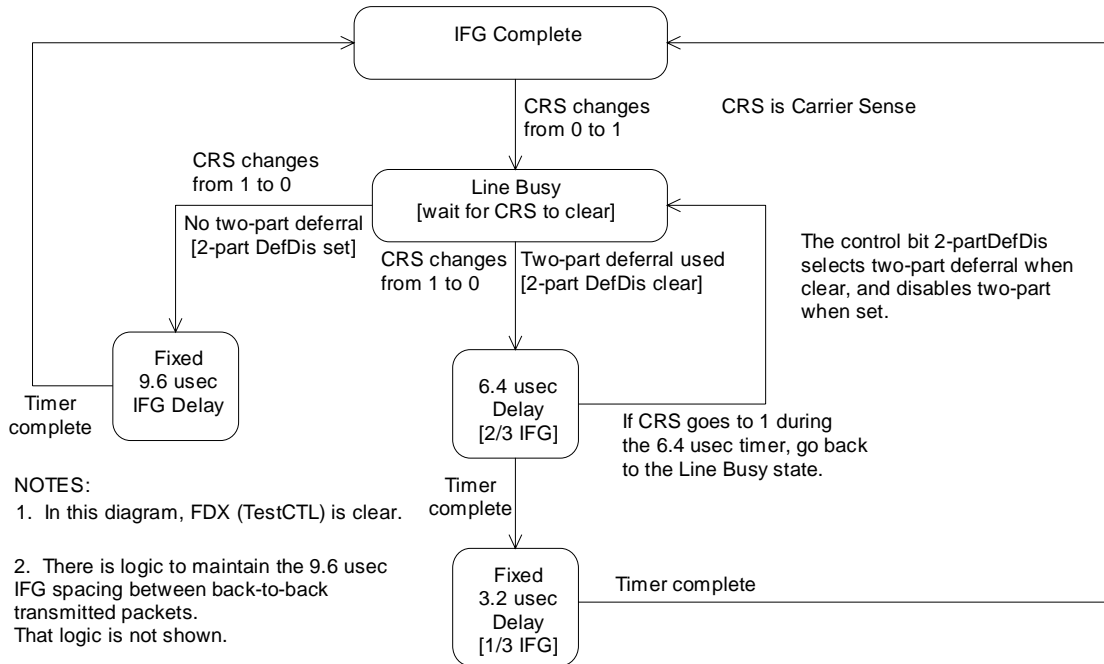 IFG Complete
CRS changes
from 0 to 1
CRS is Carrier Sense
CRS changes
from 1 to 0
Line Busy
[wait for CRS to clear]
No two-part deferral
[2-part DefDis set]
CRS changes
from 1 to 0
Two-part deferral used
[2-part DefDis clear]
The control bit 2-partDefDis
selects two-part deferral when
clear, and disables two-part
when set.
Fixed
9.6 usec
IFG Delay
Timer
complete
6.4 usec
Delay
[2/3 IFG]
If CRS goes to 1 during
the 6.4 usec timer, go back
to the Line Busy state.
Timer
complete
NOTES:
1. In this diagram, FDX (TestCTL) is clear.
2. There is logic to maintain the 9.6 usec
IFG spacing between back-to-back
transmitted packets.
That logic is not shown.
Fixed
3.2 usec
Delay
[1/3 IFG]
Timer complete